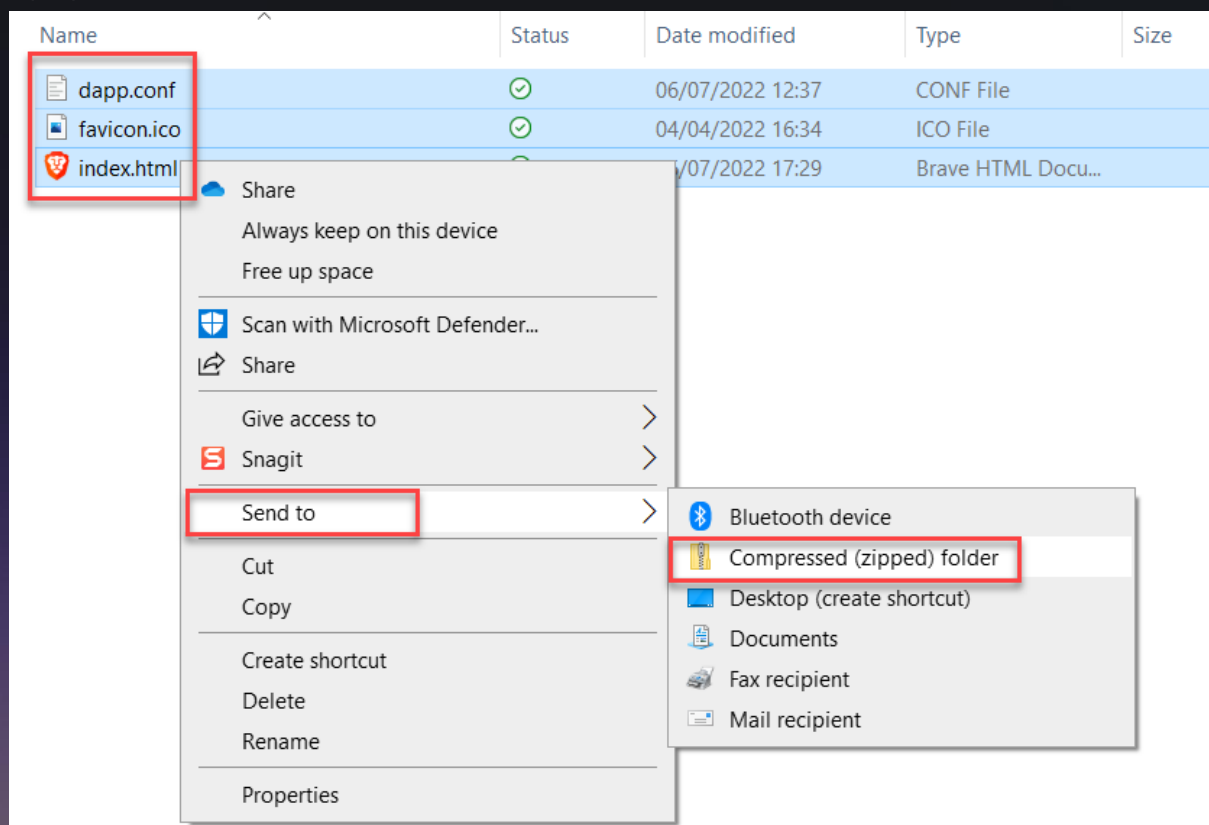 Name Status Date modified Type Size
dapp.conf 06/07/2022 12:37 CONF File
favicon.ico 04/04/2022 16:34 ICO File
index.html /07/2022 17:29 Brave HTML Docu...
Share
Always keep on this device
Free up space
Scan with Microsoft Defender...
Share
Give access to
Snagit
Send to
Cut
Copy
Create shortcut
Delete
Rename
Properties
Bluetooth device
Compressed (zipped) folder
Desktop (create shortcut)
Documents
Fax recipient
Mail recipient